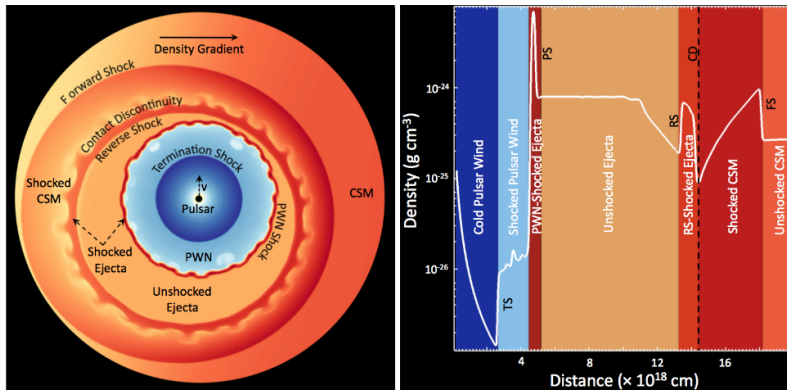 Density Gradient
Forward Shock
Contact Discontinuity
Reverse Shock
Termination Shock
V
Pulsar
Shocked
CSM
CSM
PWN Shock
Shocked
Ejecta
PWN
Unshocked
Ejecta
Density (g cm⁻³)
10⁻²⁴
10⁻²⁵
10⁻²⁶
Cold Pulsar Wind
TS
Shocked Pulsar Wind
PWN-Shocked Ejecta
PS
Unshocked Ejecta
RS
RS-Shocked Ejecta
CD
Shocked CSM
FS
Unshocked CSM
4 8 12 16
Distance (× 10¹⁸ cm)